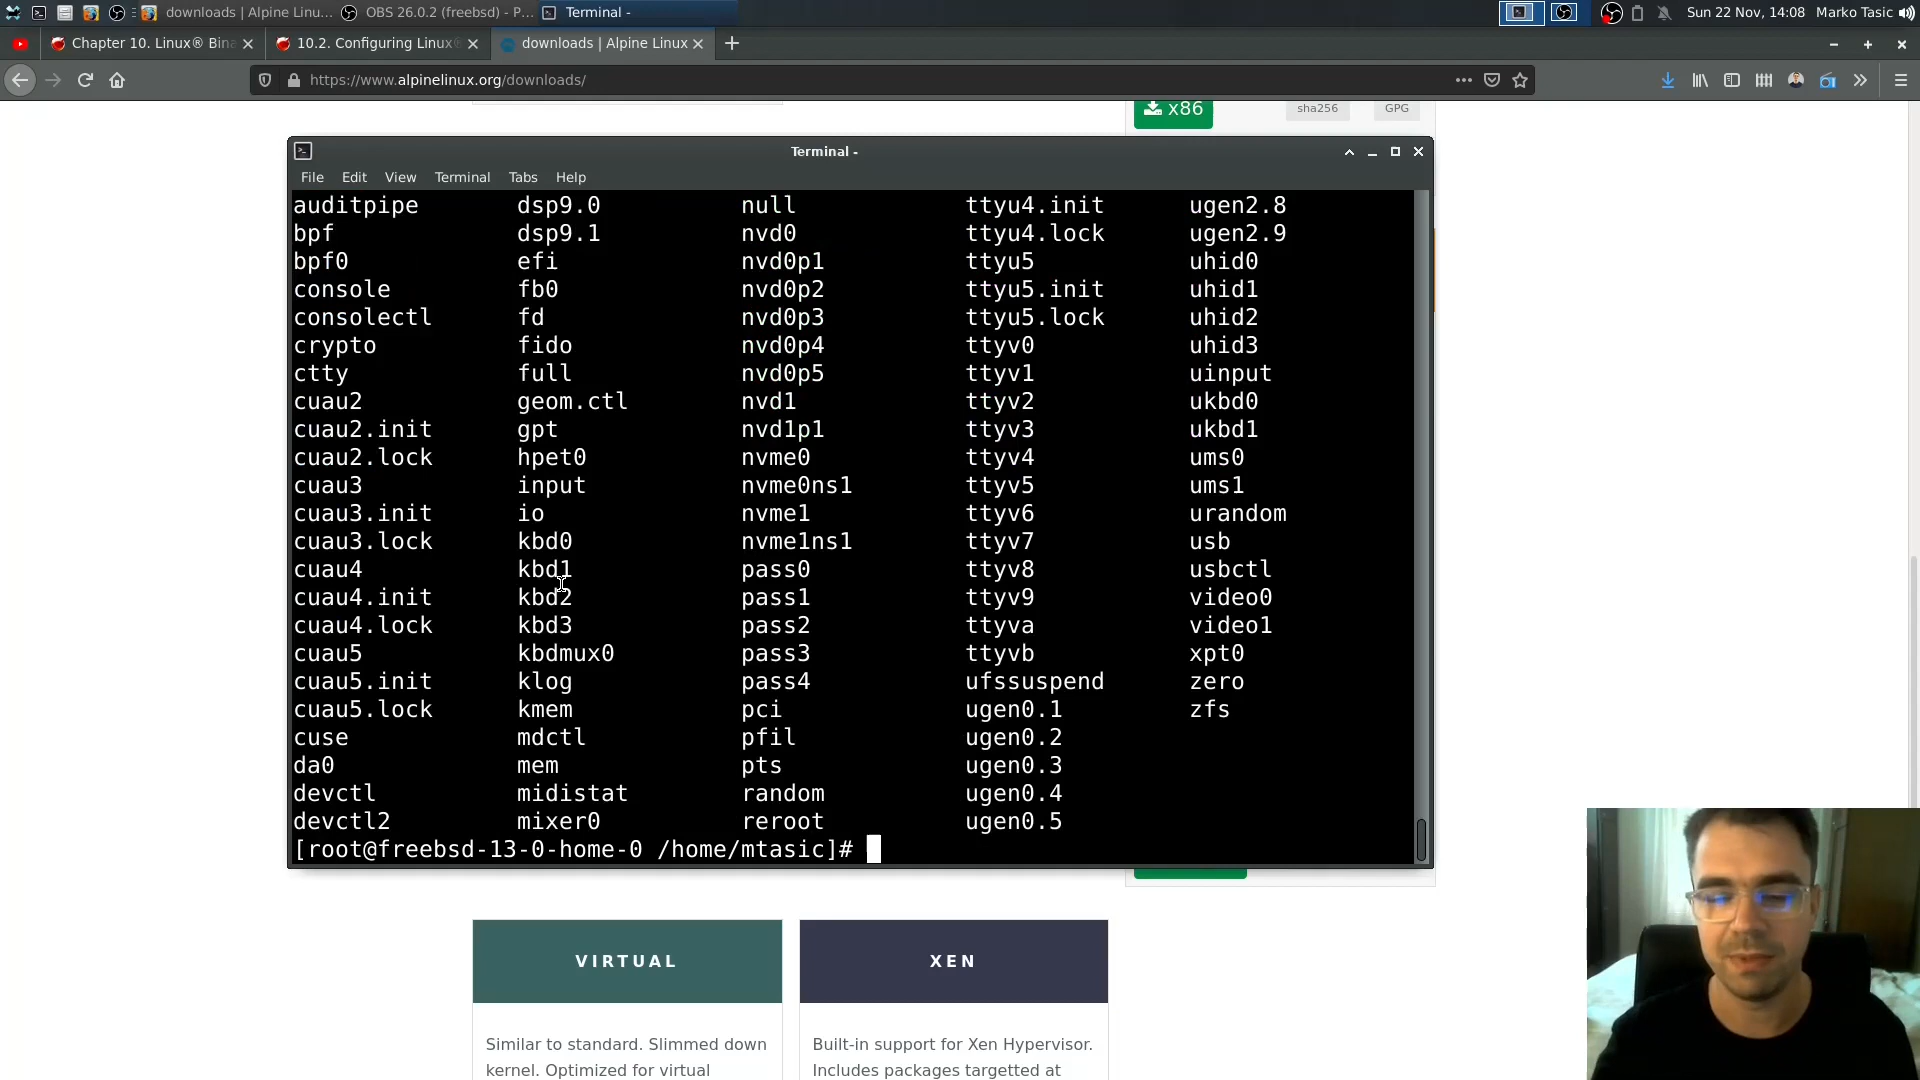 downloads | Alpine Linu...
OBS 26.0.2 (freebsd) - P...
Terminal -
Sun 22 Nov, 14:08
Marko Tasic
Chapter 10. Linux® Bina
10.2. Configuring Linux®
downloads | Alpine Linux
https://www.alpinelinux.org/downloads/
x86
sha256
GPG
Terminal -
File Edit View Terminal Tabs Help
auditpipe dsp9.0 null ttyu4.init ugen2.8
bpf dsp9.1 nvd0 ttyu4.lock ugen2.9
bpf0 efi nvd0p1 ttyu5 uhid0
console fb0 nvd0p2 ttyu5.init uhid1
consolectl fd nvd0p3 ttyu5.lock uhid2
crypto fido nvd0p4 ttyv0 uhid3
ctty full nvd0p5 ttyv1 uinput
cuau2 geom.ctl nvd1 ttyv2 ukbd0
cuau2.init gpt nvd1p1 ttyv3 ukbd1
cuau2.lock hpet0 nvme0 ttyv4 ums0
cuau3 input nvme0ns1 ttyv5 ums1
cuau3.init io nvme1 ttyv6 urandom
cuau3.lock kbd0 nvme1ns1 ttyv7 usb
cuau4 kbd1 pass0 ttyv8 usbctl
cuau4.init kbd2 pass1 ttyv9 video0
cuau4.lock kbd3 pass2 ttyva video1
cuau5 kbdmux0 pass3 ttyvb xpt0
cuau5.init klog pass4 ufssuspend zero
cuau5.lock kmem pci ugen0.1 zfs
cuse mdctl pfil ugen0.2
da0 mem pts ugen0.3
devctl midistat random ugen0.4
devctl2 mixer0 reroot ugen0.5
[root@freebsd-13-0-home-0 /home/mtasic]#
VIRTUAL
XEN
Similar to standard. Slimmed down
kernel. Optimized for virtual
Built-in support for Xen Hypervisor.
Includes packages targetted at